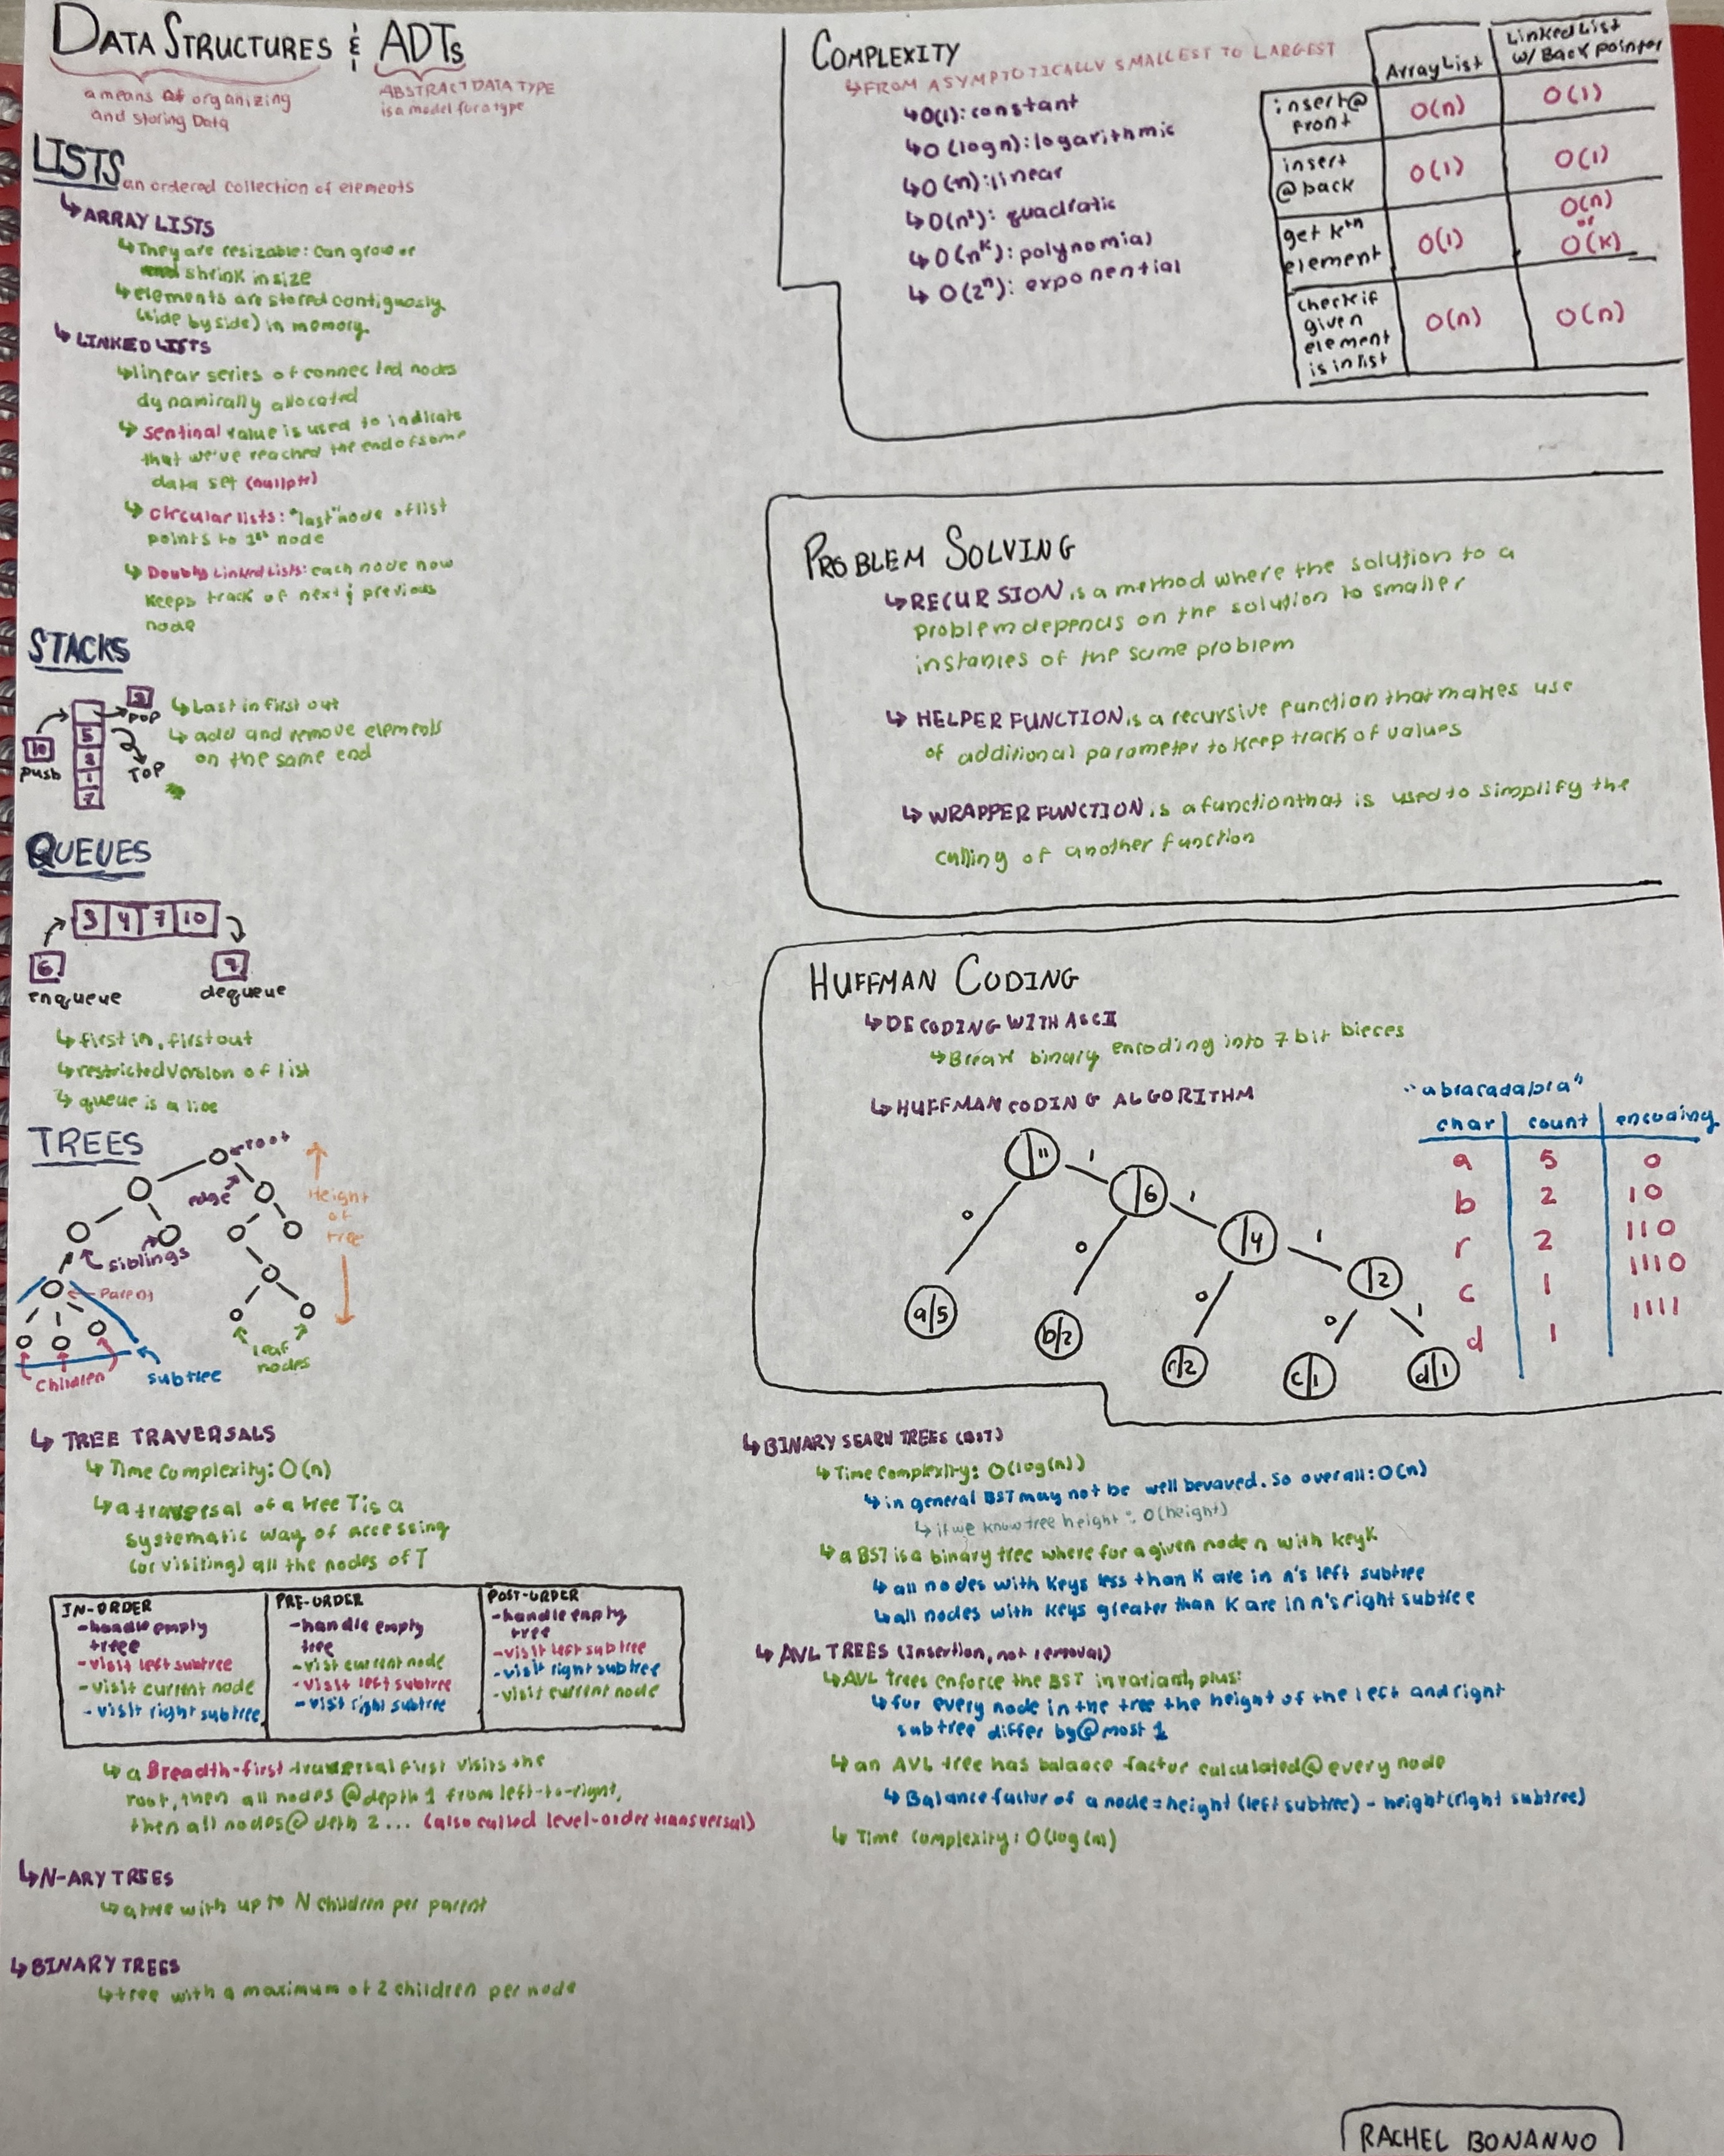 DATA STRUCTURES & ADTs
a means of organizing
and storing Data
ABSTRACT DATA TYPE
is a model for a type
LISTS
an ordered collection of elements
↳ ARRAY LISTS
↳ They are resizable: can grow or
shrink in size
↳ elements are stored contiguosly
(side by side) in memory.
↳ LINKED LISTS
↳ linear series of connected nodes
dynamically allocated
↳ sentinal value is used to indicate
that we've reached the end of some
data set (nullptr)
↳ circular lists: "last" node of list
points to 1st node
↳ Doubly Linked Lists: each node now
keeps track of next & previous
node
STACKS
10
push
9
pop
5
8
1
7
TOP
↳ Last in first out
↳ add and remove elements
on the same end
QUEUES
3 4 7 10
6
enqueue
9
dequeue
↳ first in, first out
↳ restricted version of list
↳ queue is a line
TREES
root
edge
Height
of
tree
siblings
Parent
Children
subtree
Leaf
nodes
↳ TREE TRAVERSALS
↳ Time complexity: O(n)
↳ a traversal of a tree T is a
systematic way of accessing
(or visiting) all the nodes of T
IN-ORDER
-handle empty
treee
-visit left subtree
-visit current node
-visit right subtree
PRE-ORDER
-handle empty
tree
-visit current node
-visit left subtree
-visit right subtree
POST-ORDER
-handle empty
tree
-visit left subtree
-visit right subtree
-visit current node
↳ a Breadth-first traversal first visits the
root, then all nodes @ depth 1 from left-to-right,
then all nodes @ deth 2... (also called level-order transversal)
↳ N-ARY TREES
↳ a tree with up to N children per parent
↳ BINARY TREES
↳ tree with a maximum of 2 children per node
COMPLEXITY
↳ FROM ASYMPTOTICALLY SMALLEST TO LARGEST
↳ O(1): constant
↳ O(logn): logarithmic
↳ O(n): linear
↳ O(n²): quadratic
↳ O(nᵏ): polynomial
↳ O(2ⁿ): exponential
ArrayList
Linked List
w/ Back pointer
insert @
front
O(n)
O(1)
insert
@ back
O(1)
O(1)
get kth
element
O(1)
O(n)
or
O(k)
check if
given
element
is in list
O(n)
O(n)
PROBLEM SOLVING
↳ RECURSION is a method where the solution to a
problem depends on the solution to smaller
instances of the same problem
↳ HELPER FUNCTION is a recursive function that makes use
of additional parameter to keep track of values
↳ WRAPPER FUNCTION is a function that is used to simplify the
calling of another function
HUFFMAN CODING
↳ DECODING WITH ASCII
↳ Break binary encoding into 7 bit pieces
↳ HUFFMAN CODING ALGORITHM
|11
1
|6
1
|4
1
|2
1
0
0
0
0
a|5
b|2
r|2
c|1
d|1
"abracadabra"
char count encoding
a 5 0
b 2 10
r 2 110
c 1 1110
d 1 1111
↳ BINARY SEARH TREES (BST)
↳ Time complexity: O(log(n))
↳ in general BST may not be well bevaved. So overall: O(n)
↳ if we know tree height: O(height)
↳ a BST is a binary tree where for a given node n with key K
↳ all nodes with keys less than K are in n's left subtree
↳ all nodes with keys greater than K are in n's right subtree
↳ AVL TREES (Insertion, not removal)
↳ AVL trees enforce the BST invariant, plus:
↳ for every node in the tree the height of the left and right
subtree differ by @ most 1
↳ an AVL tree has balance factor calculated @ every node
↳ Balance factor of a node = height (left subtree) - height (right subtree)
↳ Time complexity: O(log(n))
RACHEL BONANNO